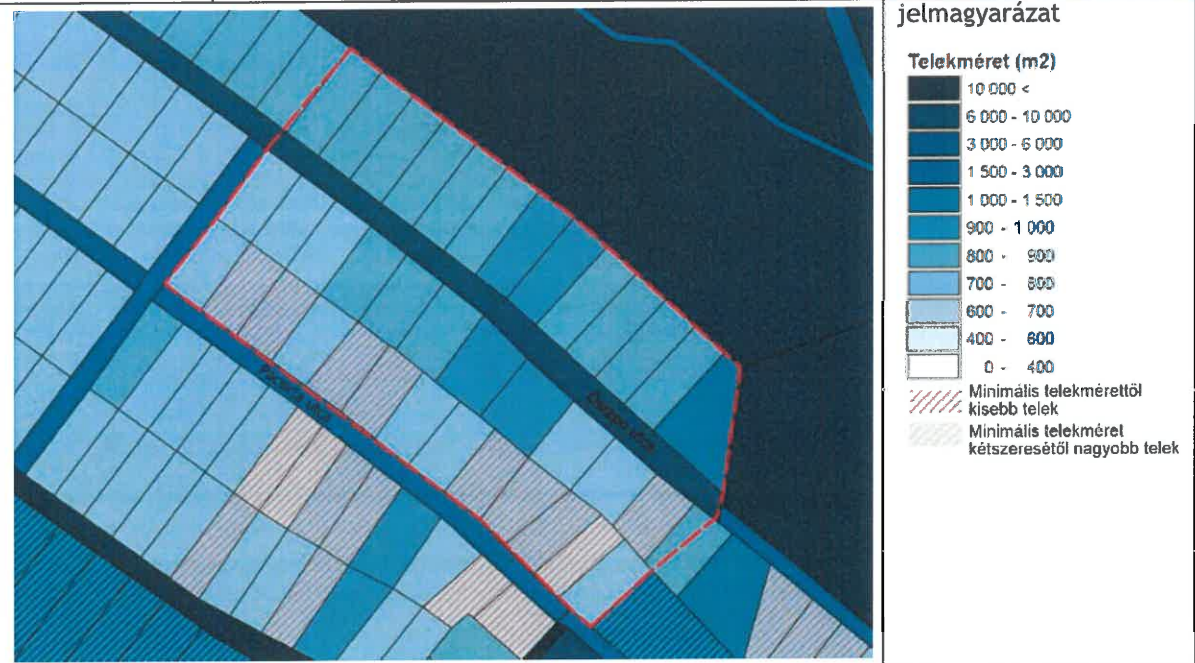 jelmagyarázat
Telekméret (m2)
10 000 <
6 000 - 10 000
3 000 - 6 000
1 500 - 3 000
1 000 - 1 500
900 - 1 000
800 - 900
700 - 800
600 - 700
400 - 600
0 - 400
Minimális telekmérettől
kisebb telek
Minimális telekméret
kétszeresétől nagyobb telek
utca
utca